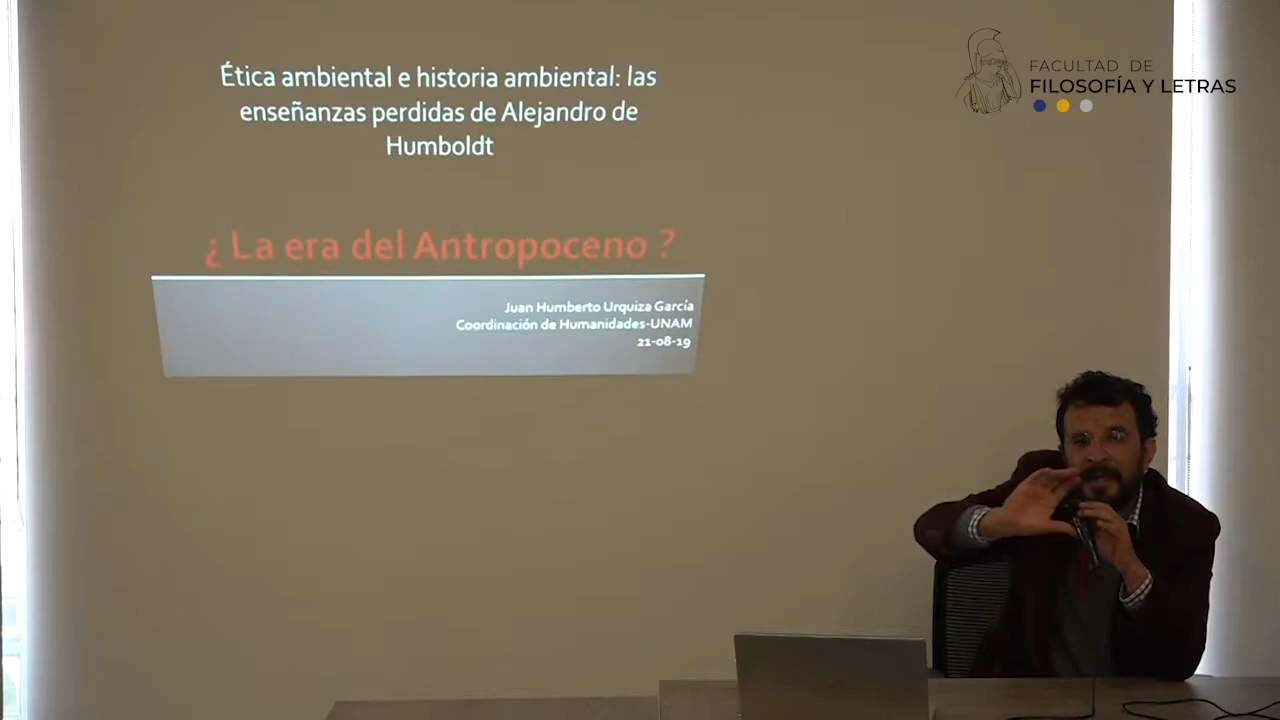 Ética ambiental e historia ambiental: las
enseñanzas perdidas de Alejandro de
Humboldt
¿ La era del Antropoceno ?
Juan Humberto Urquiza García
Coordinación de Humanidades-UNAM
21-08-19
FACULTAD DE
FILOSOFÍA Y LETRAS